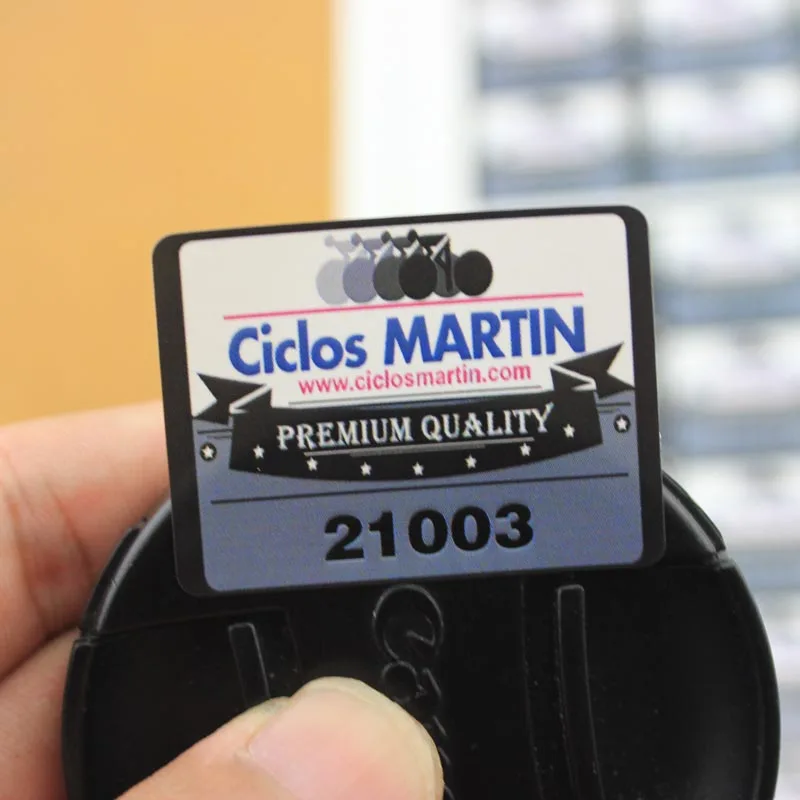 Ciclos MARTIN
www.ciclosmartin.com
PREMIUM QUALITY
21003